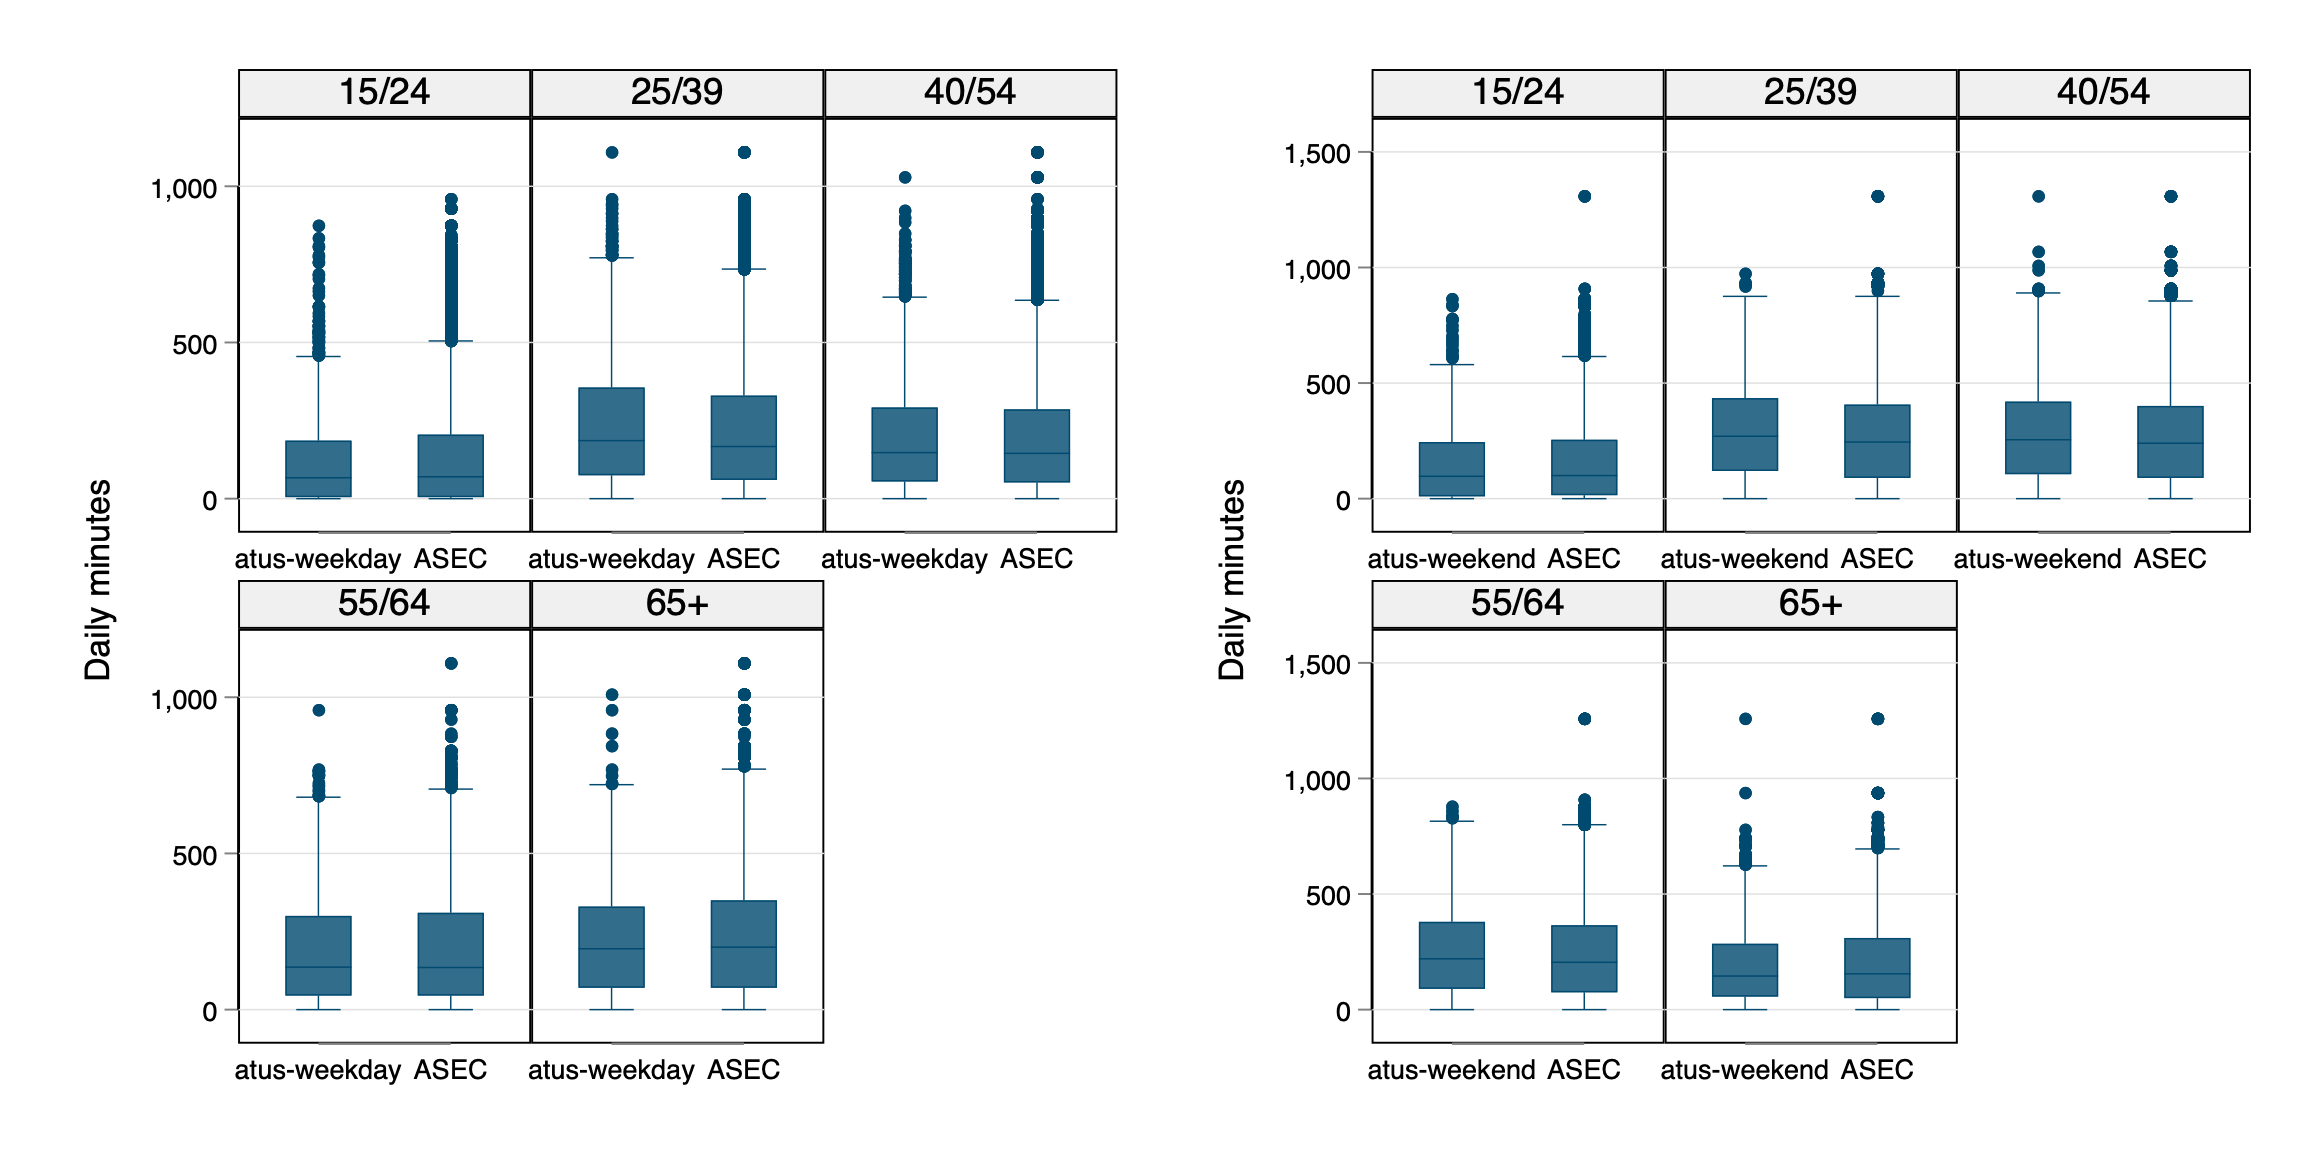 15/24 25/39 40/54
1,000
500
0
atus-weekday ASEC atus-weekday ASEC atus-weekday ASEC
55/64 65+
1,000
500
0
atus-weekday ASEC atus-weekday ASEC
Daily minutes
15/24 25/39 40/54
1,500
1,000
500
0
atus-weekend ASEC atus-weekend ASEC atus-weekend ASEC
55/64 65+
1,500
1,000
500
0
atus-weekend ASEC atus-weekend ASEC
Daily minutes